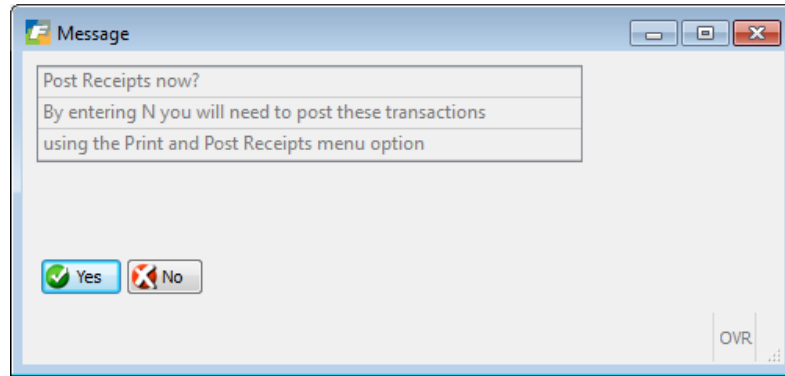 Message
Post Receipts now?
By entering N you will need to post these transactions
using the Print and Post Receipts menu option
Yes No
OVR